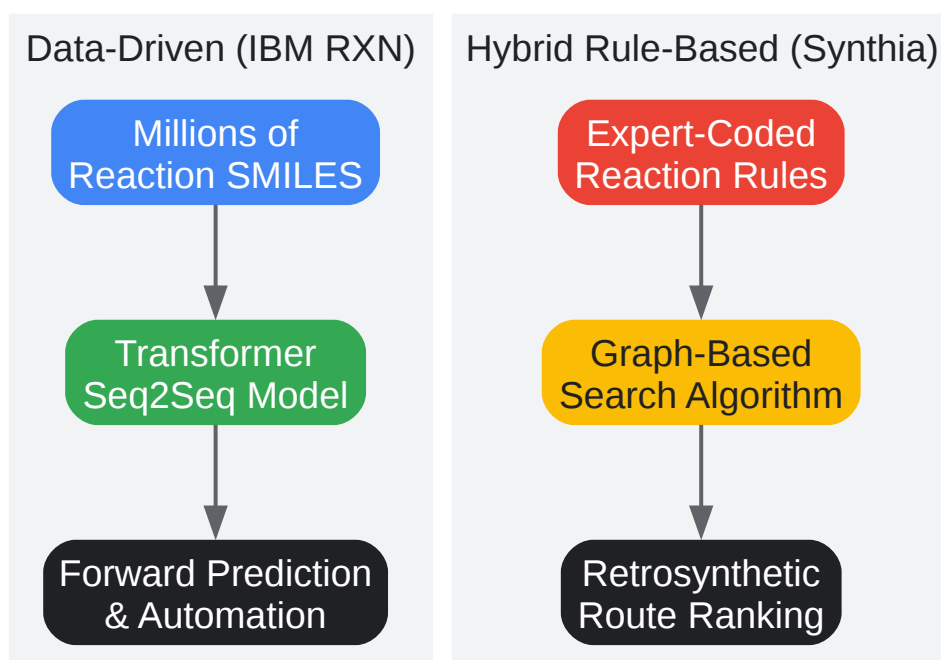 Data-Driven (IBM RXN)
Millions of
Reaction SMILES
Transformer
Seq2Seq Model
Forward Prediction
& Automation
Hybrid Rule-Based (Synthia)
Expert-Coded
Reaction Rules
Graph-Based
Search Algorithm
Retrosynthetic
Route Ranking